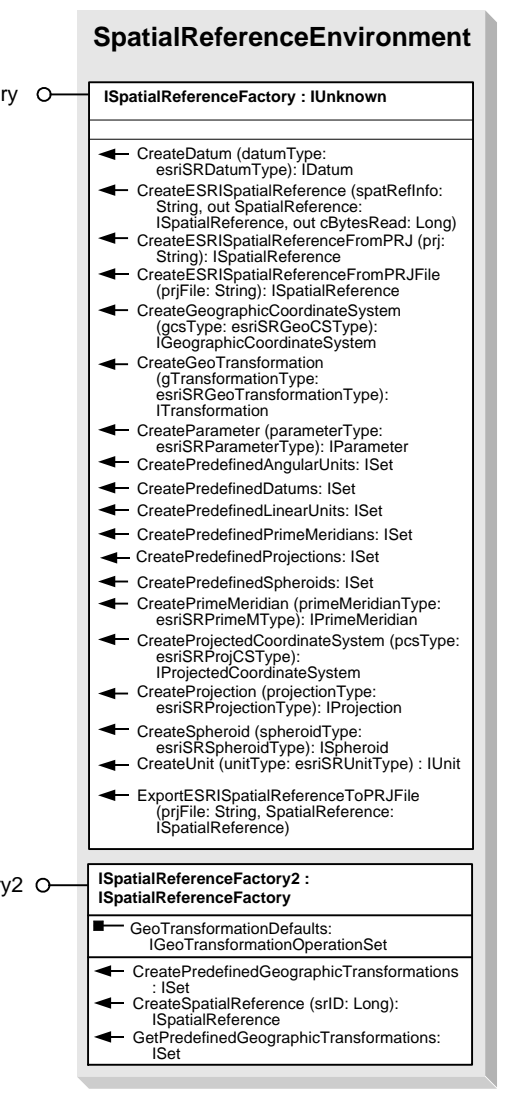 SpatialReferenceEnvironment
ry
ISpatialReferenceFactory : IUnknown
CreateDatum (datumType:
esriSRDatumType): IDatum
CreateESRISpatialReference (spatRefInfo:
String, out SpatialReference:
ISpatialReference, out cBytesRead: Long)
CreateESRISpatialReferenceFromPRJ (prj:
String): ISpatialReference
CreateESRISpatialReferenceFromPRJFile
(prjFile: String): ISpatialReference
CreateGeographicCoordinateSystem
(gcsType: esriSRGeoCSType):
IGeographicCoordinateSystem
CreateGeoTransformation
(gTransformationType:
esriSRGeoTransformationType):
ITransformation
CreateParameter (parameterType:
esriSRParameterType): IParameter
CreatePredefinedAngularUnits: ISet
CreatePredefinedDatums: ISet
CreatePredefinedLinearUnits: ISet
CreatePredefinedPrimeMeridians: ISet
CreatePredefinedProjections: ISet
CreatePredefinedSpheroids: ISet
CreatePrimeMeridian (primeMeridianType:
esriSRPrimeMType): IPrimeMeridian
CreateProjectedCoordinateSystem (pcsType:
esriSRProjCSType):
IProjectedCoordinateSystem
CreateProjection (projectionType:
esriSRProjectionType): IProjection
CreateSpheroid (spheroidType:
esriSRSpheroidType): ISpheroid
CreateUnit (unitType: esriSRUnitType) : IUnit
ExportESRISpatialReferenceToPRJFile
(prjFile: String, SpatialReference:
ISpatialReference)
y2
ISpatialReferenceFactory2 :
ISpatialReferenceFactory
GeoTransformationDefaults:
IGeoTransformationOperationSet
CreatePredefinedGeographicTransformations
: ISet
CreateSpatialReference (srID: Long):
ISpatialReference
GetPredefinedGeographicTransformations:
ISet